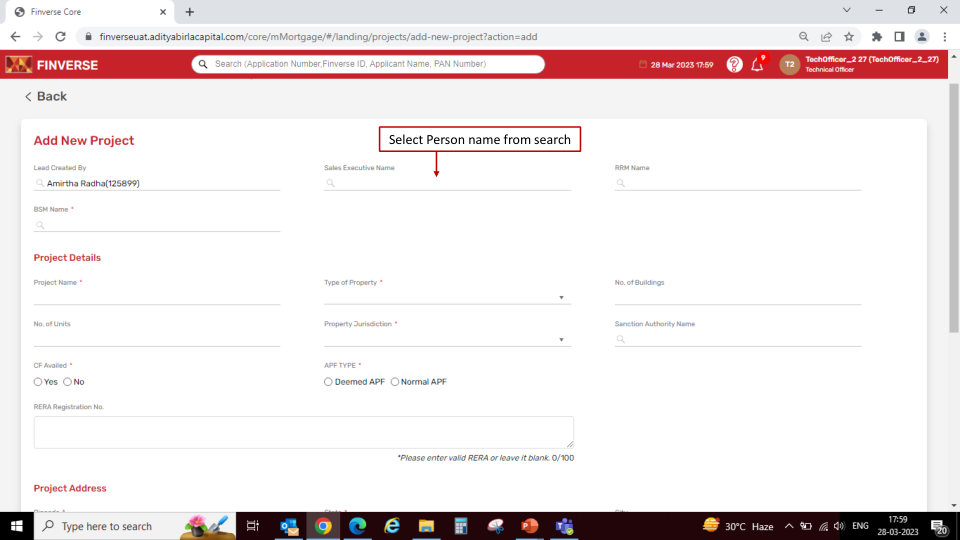 Finverse Core
finverseuat.adityabirlacapital.com/core/mMortgage/#/landing/projects/add-new-project?action=add
FINVERSE
Search (Application Number,Finverse ID, Applicant Name, PAN Number)
28 Mar 2023 17:59
T2
TechOfficer_2 27 (TechOfficer_2_27)
Technical Officer
< Back
Add New Project
Select Person name from search
Lead Created By
Sales Executive Name
RRM Name
Amirtha Radha(125899)
BSM Name *
Project Details
Project Name *
Type of Property *
No. of Buildings
No. of Units
Property Jurisdiction *
Sanction Authority Name
CF Availed *
APF TYPE *
Yes No
Deemed APF Normal APF
RERA Registration No.
*Please enter valid RERA or leave it blank. 0/100
Project Address
Type here to search
30°C Haze
ENG
17:59
28-03-2023
20